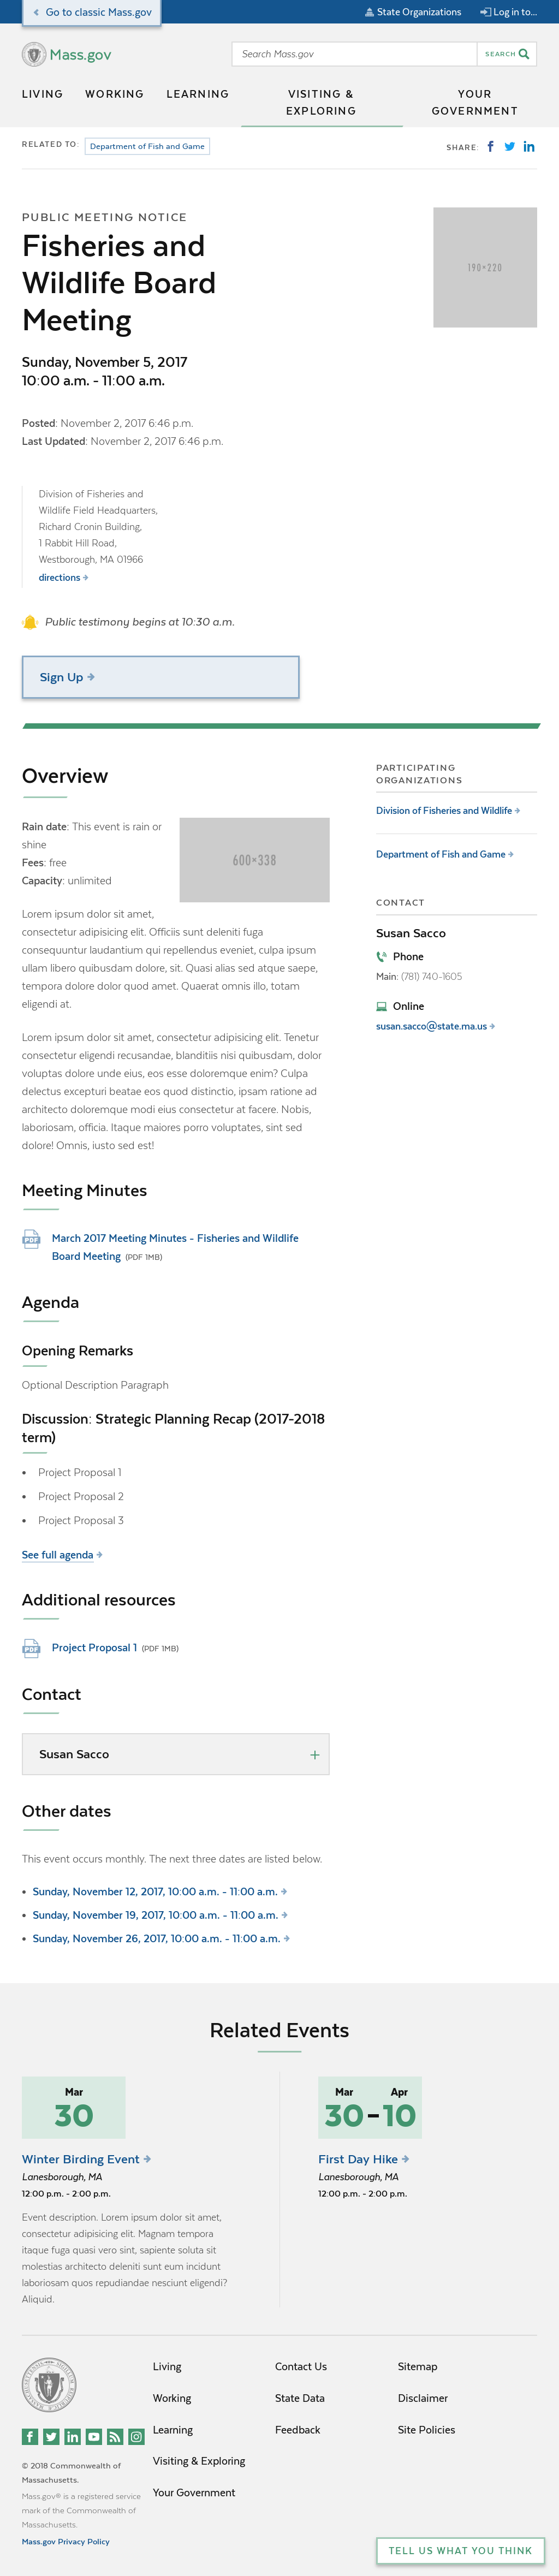 Go to classic Mass.gov
State Organizations
Log in to...
Mass.gov
Search Mass.gov
SEARCH
LIVING
WORKING
LEARNING
VISITING &
EXPLORING
YOUR
GOVERNMENT
RELATED TO:
Department of Fish and Game
SHARE:
PUBLIC MEETING NOTICE
Fisheries and
Wildlife Board
Meeting
190×220
Sunday, November 5, 2017
10:00 a.m. - 11:00 a.m.
Posted: November 2, 2017 6:46 p.m.
Last Updated: November 2, 2017 6:46 p.m.
Division of Fisheries and
Wildlife Field Headquarters,
Richard Cronin Building,
1 Rabbit Hill Road,
Westborough, MA 01966
directions
Public testimony begins at 10:30 a.m.
Sign Up
Overview
Rain date: This event is rain or
shine
Fees: free
Capacity: unlimited
600×338
Lorem ipsum dolor sit amet,
consectetur adipisicing elit. Officiis sunt deleniti fuga
consequuntur laudantium qui repellendus eveniet, culpa ipsum
ullam libero quibusdam dolore, sit. Quasi alias sed atque saepe,
tempora dolore dolor quod amet. Quaerat omnis illo, totam
eligendi at.
Lorem ipsum dolor sit amet, consectetur adipisicing elit. Tenetur
consectetur eligendi recusandae, blanditiis nisi quibusdam, dolor
voluptas dolore unde eius, eos esse doloremque enim? Culpa
delectus excepturi beatae eos quod distinctio, ipsam ratione ad
architecto doloremque modi eius consectetur at facere. Nobis,
laboriosam, officia. Itaque maiores porro voluptates, sint sed
dolore! Omnis, iusto sed est!
Meeting Minutes
PDF
March 2017 Meeting Minutes - Fisheries and Wildlife
Board Meeting (PDF 1MB)
Agenda
Opening Remarks
Optional Description Paragraph
Discussion: Strategic Planning Recap (2017-2018
term)
Project Proposal 1
Project Proposal 2
Project Proposal 3
See full agenda
Additional resources
PDF
Project Proposal 1 (PDF 1MB)
Contact
Susan Sacco
Other dates
This event occurs monthly. The next three dates are listed below.
Sunday, November 12, 2017, 10:00 a.m. - 11:00 a.m.
Sunday, November 19, 2017, 10:00 a.m. - 11:00 a.m.
Sunday, November 26, 2017, 10:00 a.m. - 11:00 a.m.
PARTICIPATING
ORGANIZATIONS
Division of Fisheries and Wildlife
Department of Fish and Game
CONTACT
Susan Sacco
Phone
Main: (781) 740-1605
Online
susan.sacco@state.ma.us
Related Events
Mar
30
Winter Birding Event
Lanesborough, MA
12:00 p.m. - 2:00 p.m.
Event description. Lorem ipsum dolor sit amet,
consectetur adipisicing elit. Magnam tempora
itaque fuga quasi vero sint, sapiente soluta sit
molestias architecto deleniti sunt eum incidunt
laboriosam quos repudiandae nesciunt eligendi?
Aliquid.
Mar Apr
30-10
First Day Hike
Lanesborough, MA
12:00 p.m. - 2:00 p.m.
© 2018 Commonwealth of
Massachusetts.
Mass.gov® is a registered service
mark of the Commonwealth of
Massachusetts.
Mass.gov Privacy Policy
Living
Working
Learning
Visiting & Exploring
Your Government
Contact Us
State Data
Feedback
Sitemap
Disclaimer
Site Policies
TELL US WHAT YOU THINK